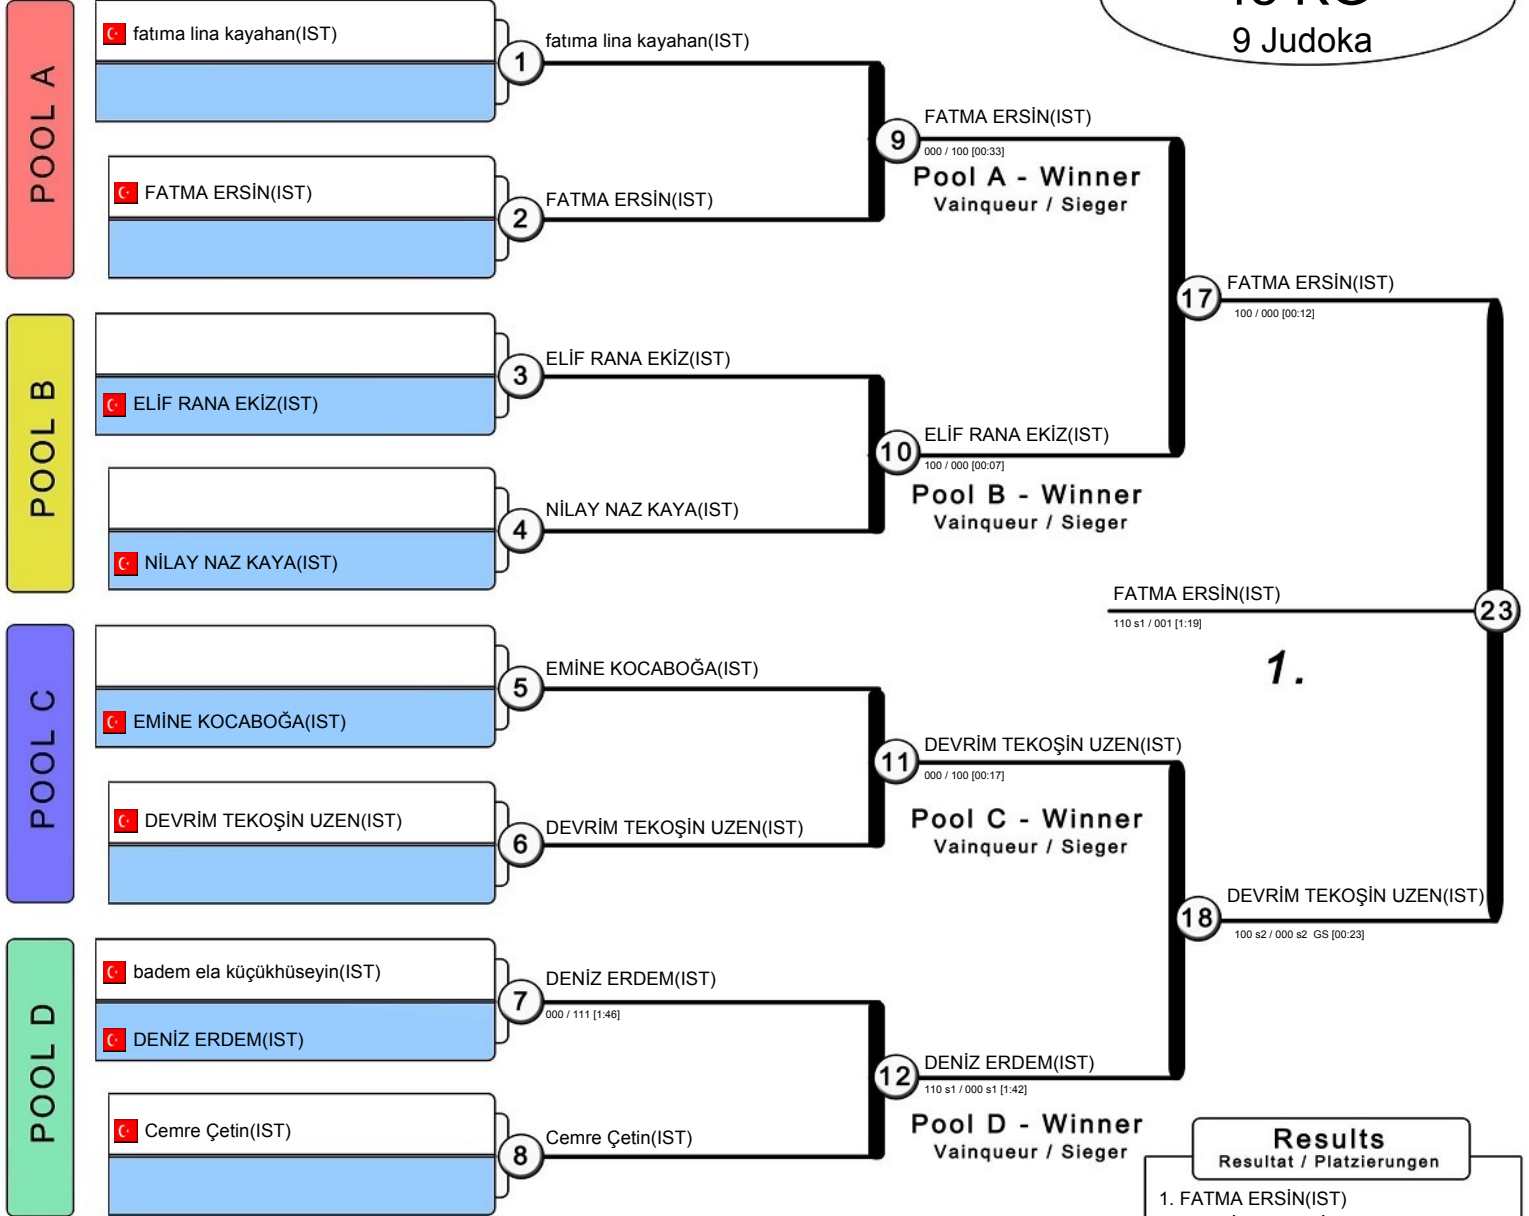 9 Judoka
POOL A
fatıma lina kayahan(IST)
1
fatıma lina kayahan(IST)
FATMA ERSİN(IST)
2
FATMA ERSİN(IST)
9
FATMA ERSİN(IST)
000 / 100 [00:33]
Pool A - Winner
Vainqueur / Sieger
POOL B
ELİF RANA EKİZ(IST)
3
ELİF RANA EKİZ(IST)
NİLAY NAZ KAYA(IST)
4
NİLAY NAZ KAYA(IST)
10
ELİF RANA EKİZ(IST)
100 / 000 [00:07]
Pool B - Winner
Vainqueur / Sieger
17
FATMA ERSİN(IST)
100 / 000 [00:12]
FATMA ERSİN(IST)
110 s1 / 001 [1:19]
23
1.
POOL C
EMİNE KOCABOĞA(IST)
5
EMİNE KOCABOĞA(IST)
DEVRİM TEKOŞİN UZEN(IST)
6
DEVRİM TEKOŞİN UZEN(IST)
11
DEVRİM TEKOŞİN UZEN(IST)
000 / 100 [00:17]
Pool C - Winner
Vainqueur / Sieger
18
DEVRİM TEKOŞİN UZEN(IST)
100 s2 / 000 s2 GS [00:23]
POOL D
badem ela küçükhüseyin(IST)
DENİZ ERDEM(IST)
7
DENİZ ERDEM(IST)
000 / 111 [1:46]
Cemre Çetin(IST)
8
Cemre Çetin(IST)
12
DENİZ ERDEM(IST)
110 s1 / 000 s1 [1:42]
Pool D - Winner
Vainqueur / Sieger
Results
Resultat / Platzierungen
1. FATMA ERSİN(IST)